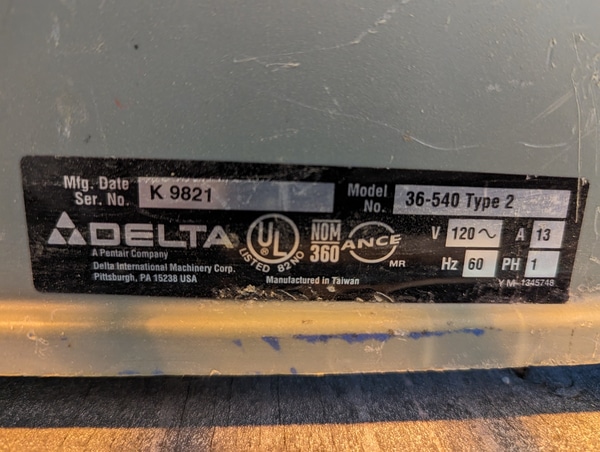 Mfg. Date
Ser. No.
K 9821
Model
No.
36-540 Type 2
DELTA
A Pentair Company
Delta International Machinery Corp.
Pittsburgh, PA 15238 USA
UL
LISTED 82NO
NOM
360
ANCE
MR
Manufactured in Taiwan
V 120 ~ A 13
Hz 60 PH 1
YM-1345748